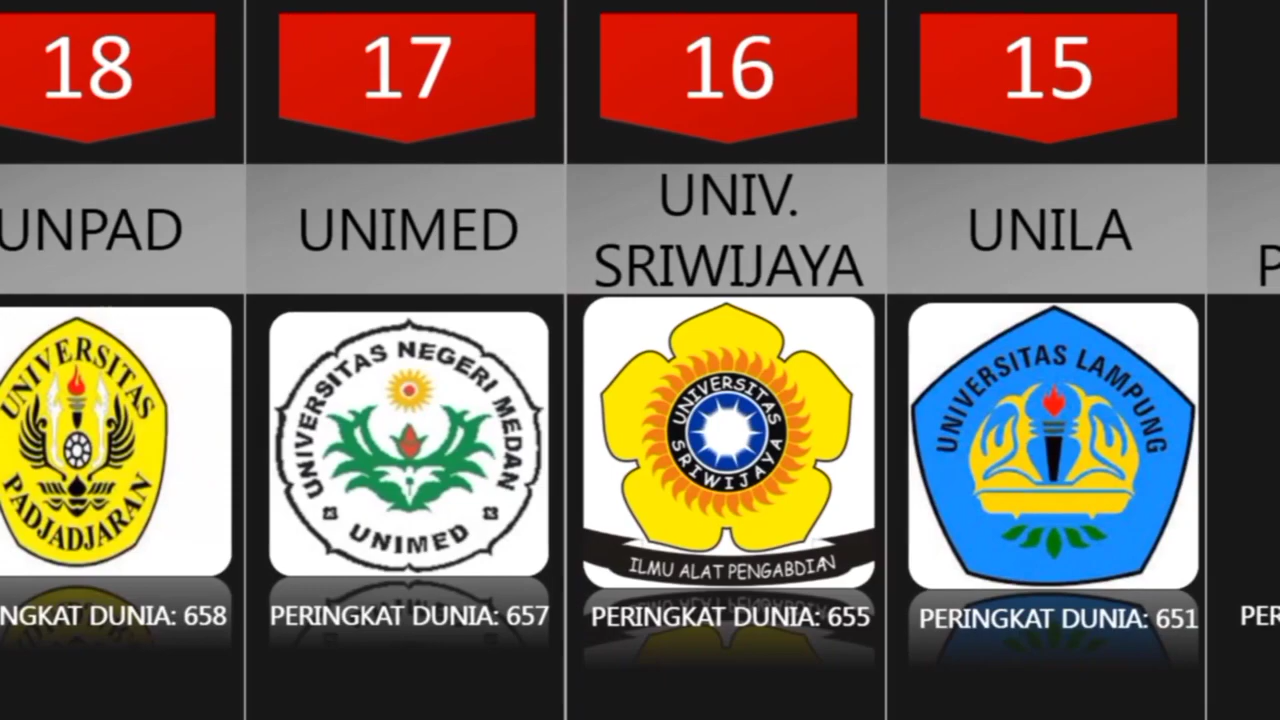 18
17
16
15
UNPAD
UNIMED
UNIV.
SRIWIJAYA
UNILA
P
UNIVERSITAS
PADJADJARAN
UNIVERSITAS NEGERI MEDAN
UNIMED
UNIVERSITAS
SRIWIJAYA
ILMU ALAT PENGABDIAN
UNIVERSITAS LAMPUNG
NGKAT DUNIA: 658
PERINGKAT DUNIA: 657
PERINGKAT DUNIA: 655
PERINGKAT DUNIA: 651
PER